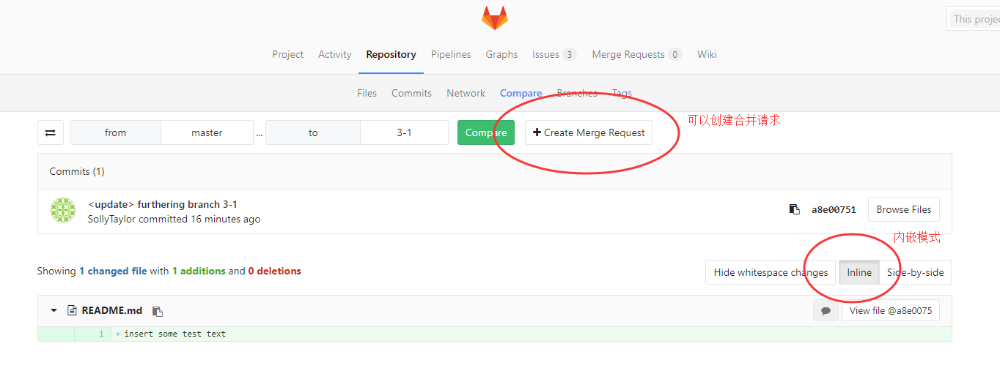 This projec
Project Activity Repository Pipelines Graphs Issues 3 Merge Requests 0 Wiki
Files Commits Network Compare Branches Tags
from master ... to 3-1 Compare + Create Merge Request
可以创建合并请求
Commits (1)
<update> furthering branch 3-1
SollyTaylor committed 16 minutes ago
a8e00751 Browse Files
内嵌模式
Showing 1 changed file with 1 additions and 0 deletions
Hide whitespace changes Inline Side-by-side
README.md View file @a8e0075
1 + insert some test text